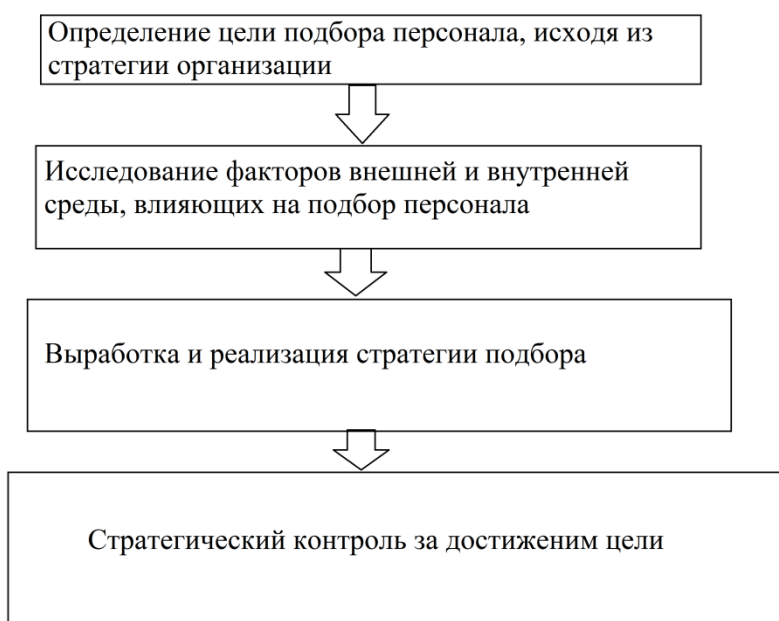 Определение цели подбора персонала, исходя из
стратегии организации
Исследование факторов внешней и внутренней
среды, влияющих на подбор персонала
Выработка и реализация стратегии подбора
Стратегический контроль за достиженим цели